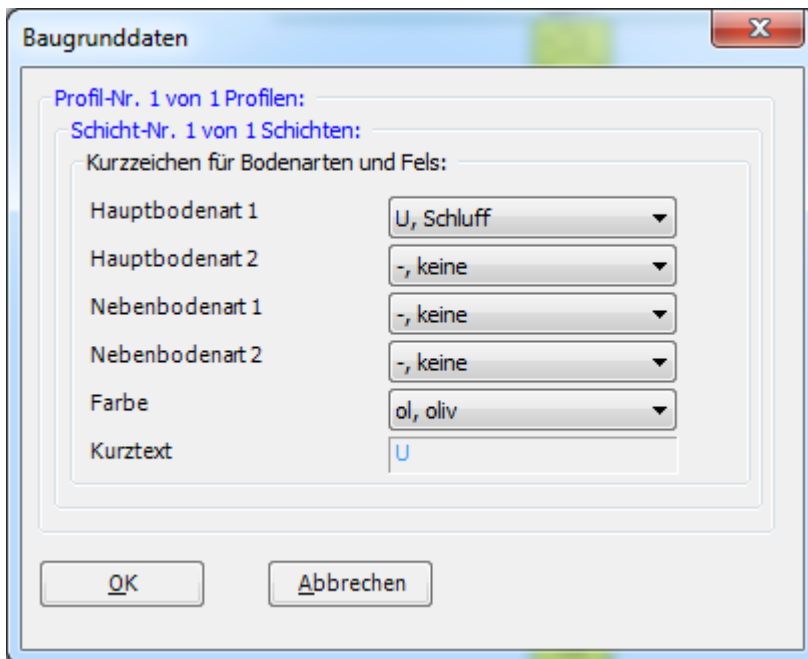 Baugrunddaten
Profil-Nr. 1 von 1 Profilen:
Schicht-Nr. 1 von 1 Schichten:
Kurzzeichen für Bodenarten und Fels:
Hauptbodenart 1 U, Schluff
Hauptbodenart 2 -, keine
Nebenbodenart 1 -, keine
Nebenbodenart 2 -, keine
Farbe ol, oliv
Kurztext U
OK Abbrechen